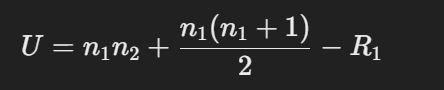 U = n₁n₂ + n₁(n₁ + 1)/2 − R₁